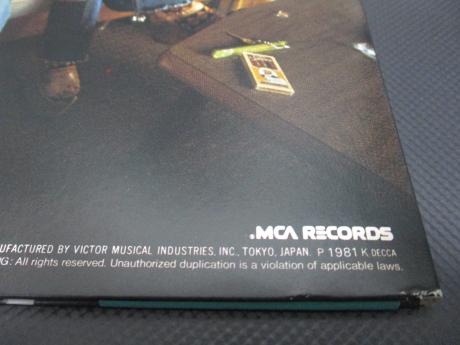 .MCA RECORDS
UFACTURED BY VICTOR MUSICAL INDUSTRIES, INC., TOKYO, JAPAN. P 1981 K DECCA
NG: All rights reserved. Unauthorized duplication is a violation of applicable laws.